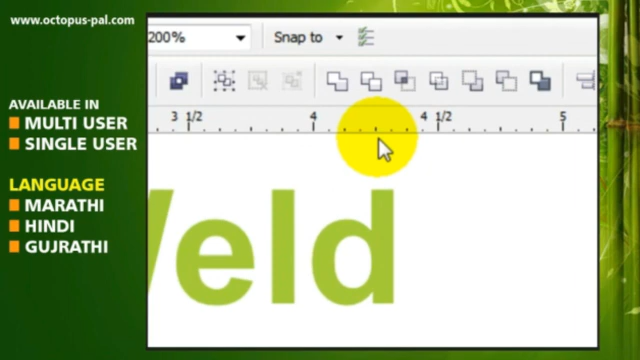 www.octopus-pal.com
200%
Snap to
3 1/2
4
4 1/2
5
AVAILABLE IN
MULTI USER
SINGLE USER
LANGUAGE
MARATHI
HINDI
GUJRATHI
eld